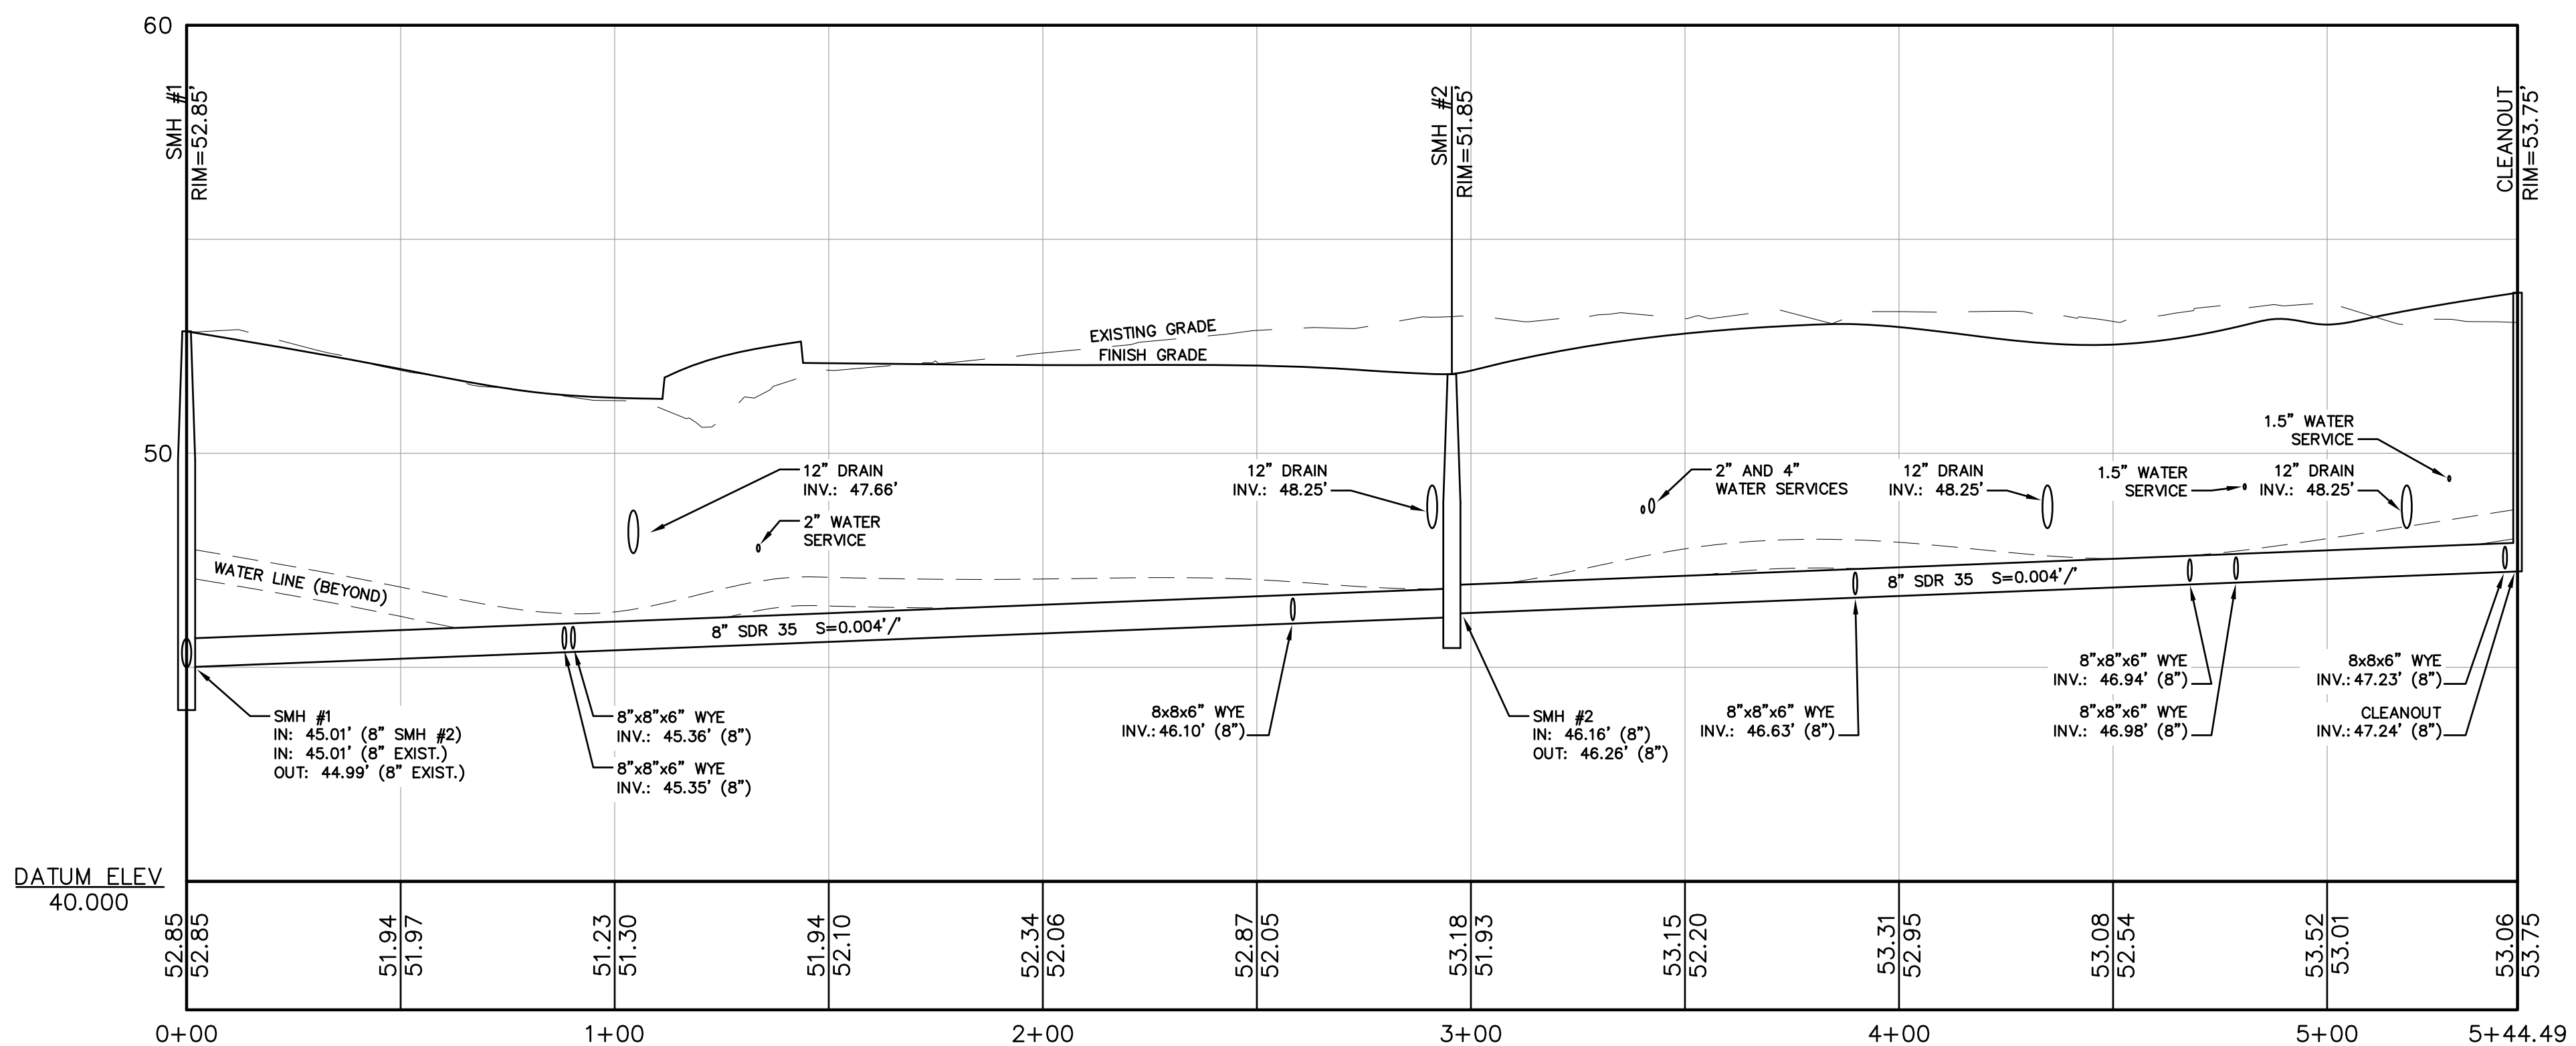 60
SMH #1
RIM=52.85'
SMH #2
RIM=51.85'
CLEANOUT
RIM=53.75'
EXISTING GRADE
FINISH GRADE
50
12" DRAIN
INV.: 47.66'
2" WATER
SERVICE
12" DRAIN
INV.: 48.25'
2" AND 4"
WATER SERVICES
12" DRAIN
INV.: 48.25'
1.5" WATER
SERVICE
1.5" WATER
SERVICE
12" DRAIN
INV.: 48.25'
WATER LINE (BEYOND)
8" SDR 35 S=0.004'/'
8" SDR 35 S=0.004'/'
SMH #1
IN: 45.01' (8" SMH #2)
IN: 45.01' (8" EXIST.)
OUT: 44.99' (8" EXIST.)
8"x8"x6" WYE
INV.: 45.36' (8")
8"x8"x6" WYE
INV.: 45.35' (8")
8x8x6" WYE
INV.: 46.10' (8")
SMH #2
IN: 46.16' (8")
OUT: 46.26' (8")
8"x8"x6" WYE
INV.: 46.63' (8")
8"x8"x6" WYE
INV.: 46.94' (8")
8"x8"x6" WYE
INV.: 46.98' (8")
8x8x6" WYE
INV.: 47.23' (8")
CLEANOUT
INV.: 47.24' (8")
DATUM ELEV
40.000
52.85
52.85
51.94
51.97
51.23
51.30
51.94
52.10
52.34
52.06
52.87
52.05
53.18
51.93
53.15
52.20
53.31
52.95
53.08
52.54
53.52
53.01
53.06
53.75
0+00
1+00
2+00
3+00
4+00
5+00
5+44.49